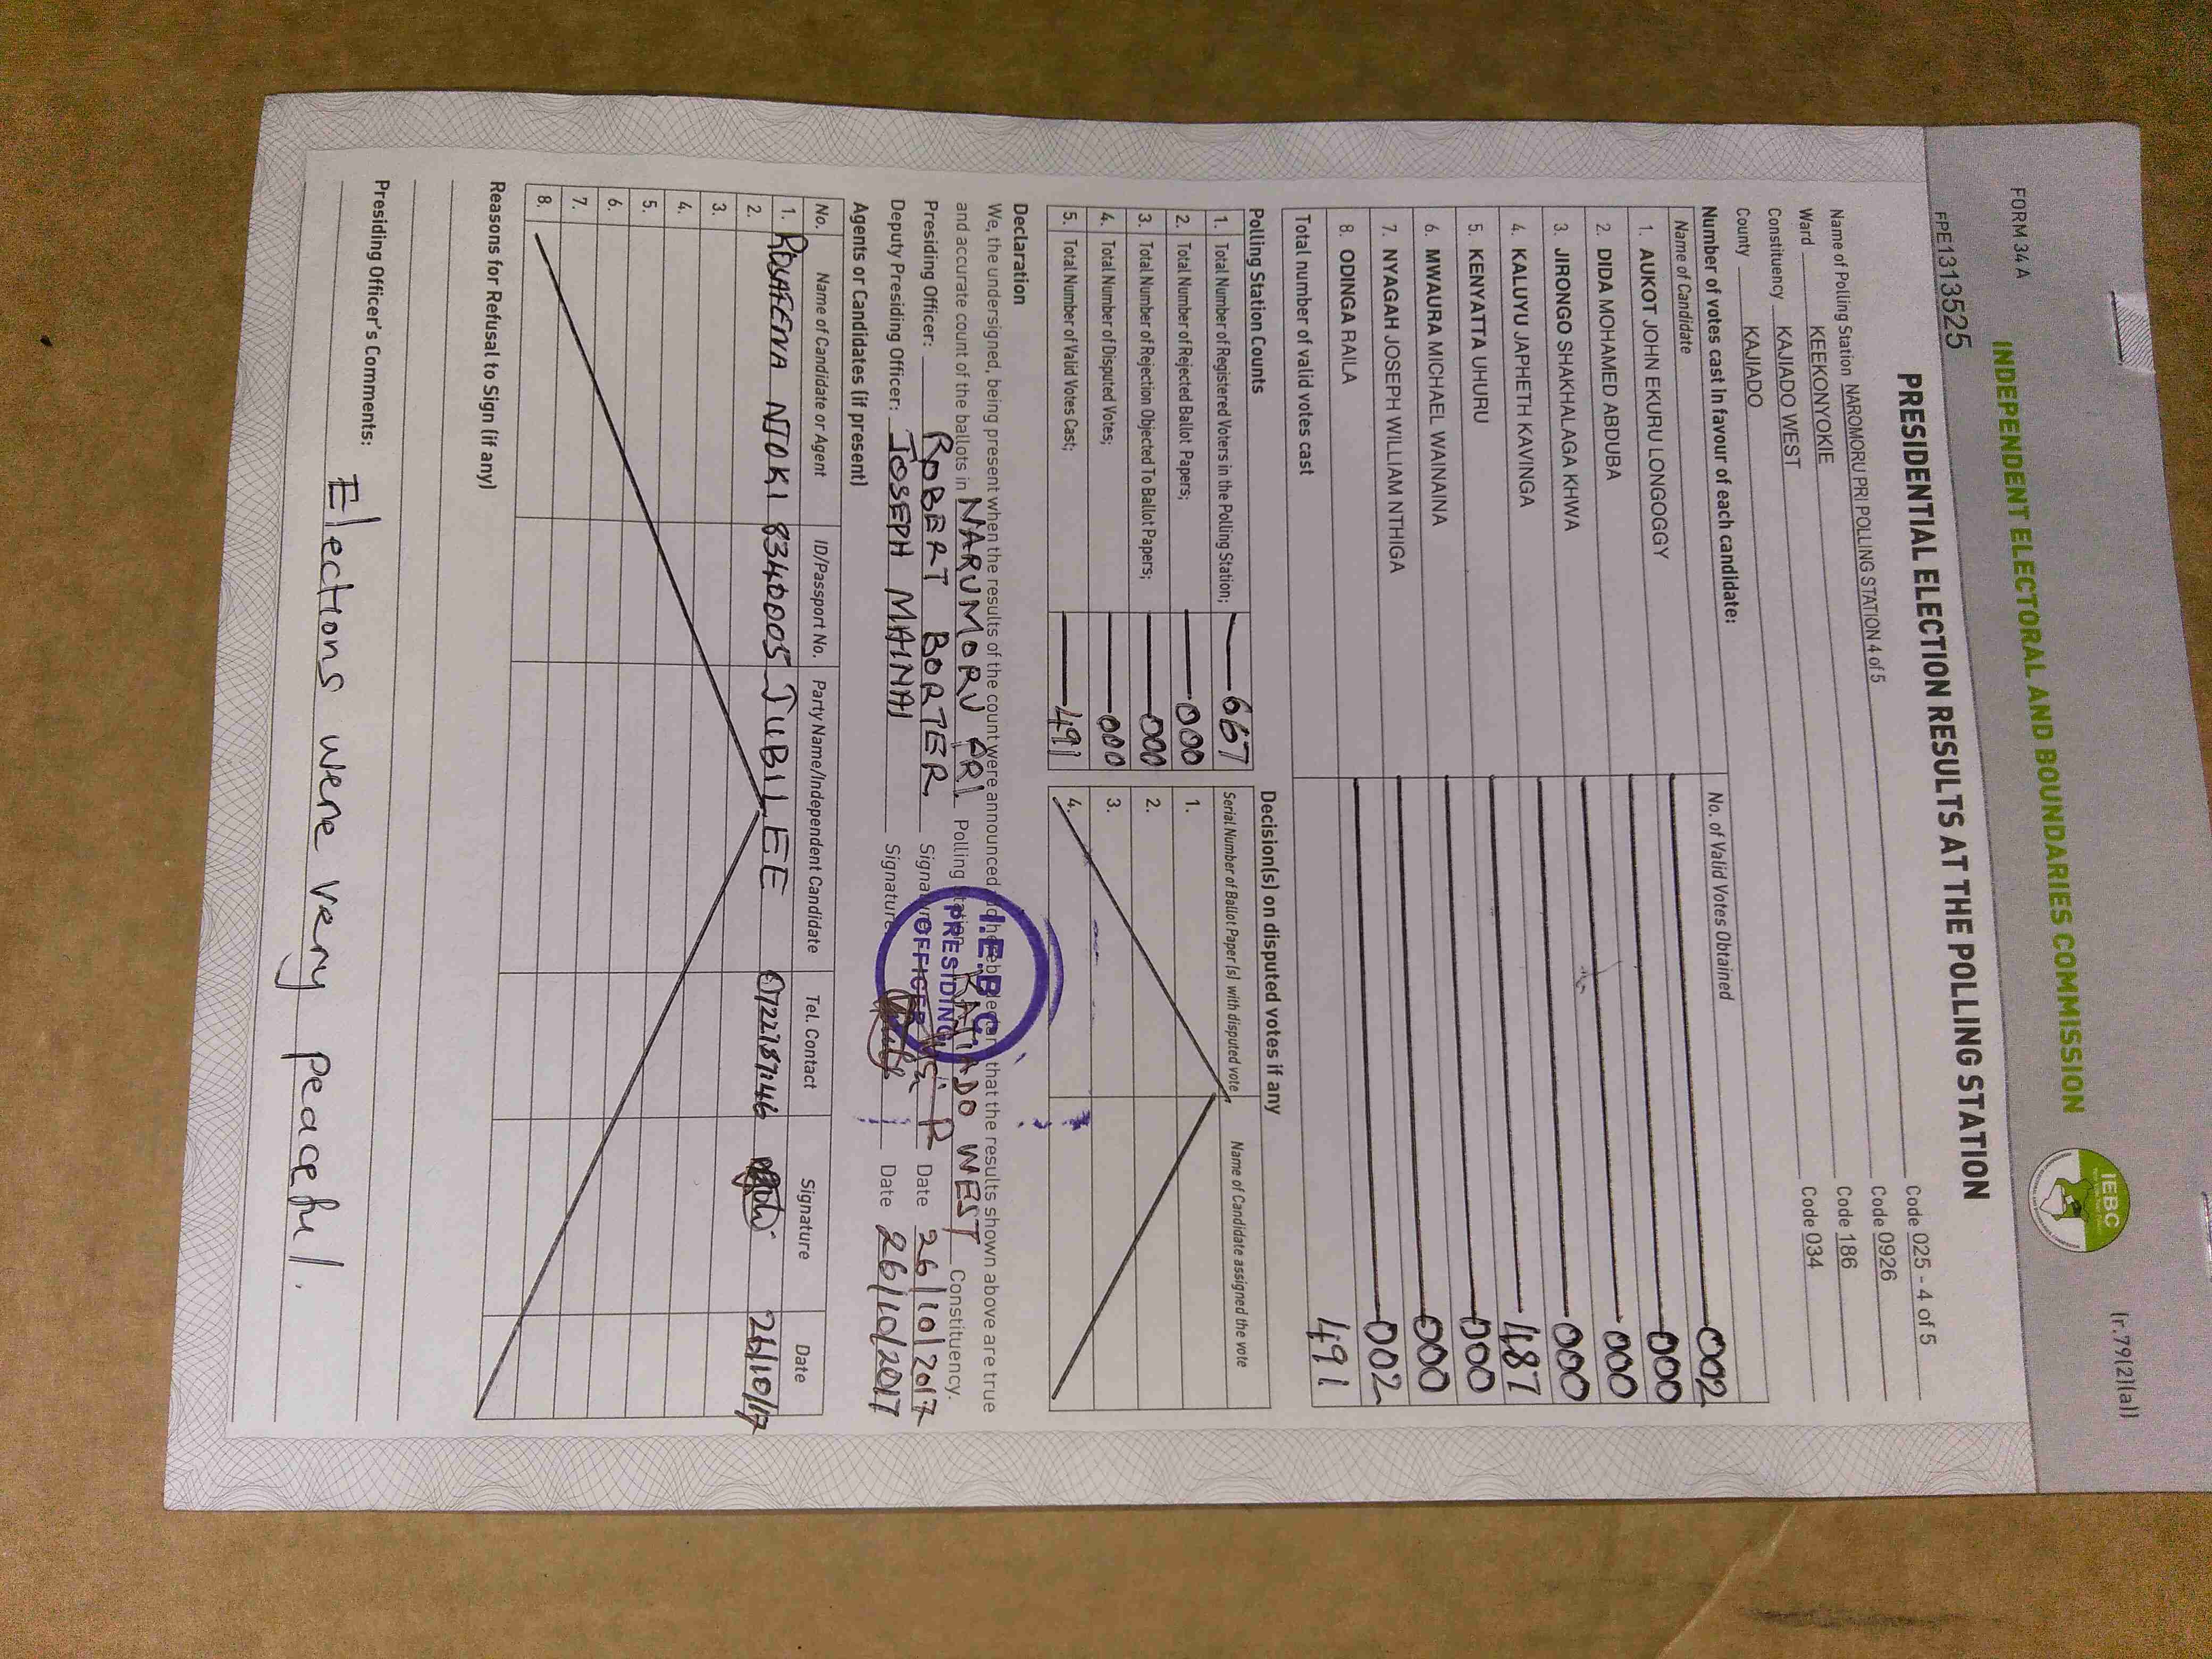 FORM 34 A
(r.79(2)(a))
INDEPENDENT ELECTORAL AND BOUNDARIES COMMISSION
IEBC
FPE1313525
PRESIDENTIAL ELECTION RESULTS AT THE POLLING STATION
Name of Polling Station NAROMORU PRI POLLING STATION 4 of 5 Code 025 - 4 of 5
Ward KEEKONYOKIE Code 0926
Constituency KAJIADO WEST Code 186
County KAJIADO Code 034
Number of votes cast In favour of each candidate:
Name of Candidate No. of Valid Votes Obtained
1. AUKOT JOHN EKURU LONGOGGY 002
2. DIDA MOHAMED ABDUBA 000
3. JIRONGO SHAKHALAGA KHWA 000
4. KALUYU JAPHETH KAVINGA 000
5. KENYATTA UHURU 487
6. MWAURA MICHAEL WAINAINA 000
7. NYAGAH JOSEPH WILLIAM NTHIGA 000
8. ODINGA RAILA 002
Total number of valid votes cast 491
Polling Station Counts
1. Total Number of Registered Voters in the Polling Station; 667
2. Total Number of Rejected Ballot Papers; 000
3. Total Number of Rejection Objected To Ballot Papers; 000
4. Total Number of Disputed Votes; 000
5. Total Number of Valid Votes Cast; 491
Decision(s) on disputed votes if any
Serial Number of Ballot Paper(s) with disputed vote Name of Candidate assigned the vote
1.
2.
3.
4.
Declaration
We, the undersigned, being present when the results of the count were announced that the results shown above are true
and accurate count of the ballots in NARUMORU PRI Polling Station KAJIADO WEST Constituency.
Presiding Officer: ROBERT BORTER Signature Date 26/10/2017
Deputy Presiding Officer: JOSEPH MAINAI Signature Date 26/10/2017
I.E.B.C
PRESIDING
OFFICER
Agents or Candidates (if present)
No. Name of Candidate or Agent ID/Passport No. Party Name/Independent Candidate Tel. Contact Signature Date
1. NJOKI 8340005 JUBILEE 26/10/17
2.
3.
4.
5.
6.
7.
8.
Reasons for Refusal to Sign (if any)
Presiding Officer's Comments:
Elections were very peaceful.